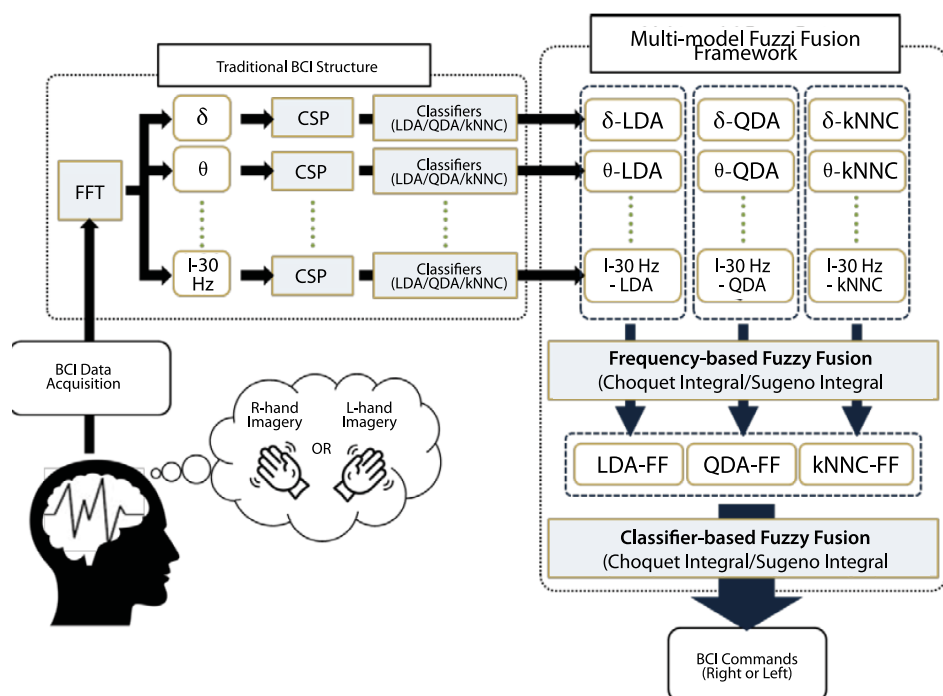 Traditional BCI Structure
Multi-model Fuzzi Fusion
Framework
FFT
δ
CSP
Classifiers
(LDA/QDA/kNNC)
δ-LDA
δ-QDA
δ-kNNC
θ
CSP
Classifiers
(LDA/QDA/kNNC)
θ-LDA
θ-QDA
θ-kNNC
I-30
Hz
CSP
Classifiers
(LDA/QDA/kNNC)
I-30 Hz
- LDA
I-30 Hz
- QDA
I-30 Hz
- kNNC
BCI Data
Acquisition
R-hand
Imagery
OR
L-hand
Imagery
Frequency-based Fuzzy Fusion
(Choquet Integral/Sugeno Integral
LDA-FF
QDA-FF
kNNC-FF
Classifier-based Fuzzy Fusion
(Choquet Integral/Sugeno Integral
BCI Commands
(Right or Left)